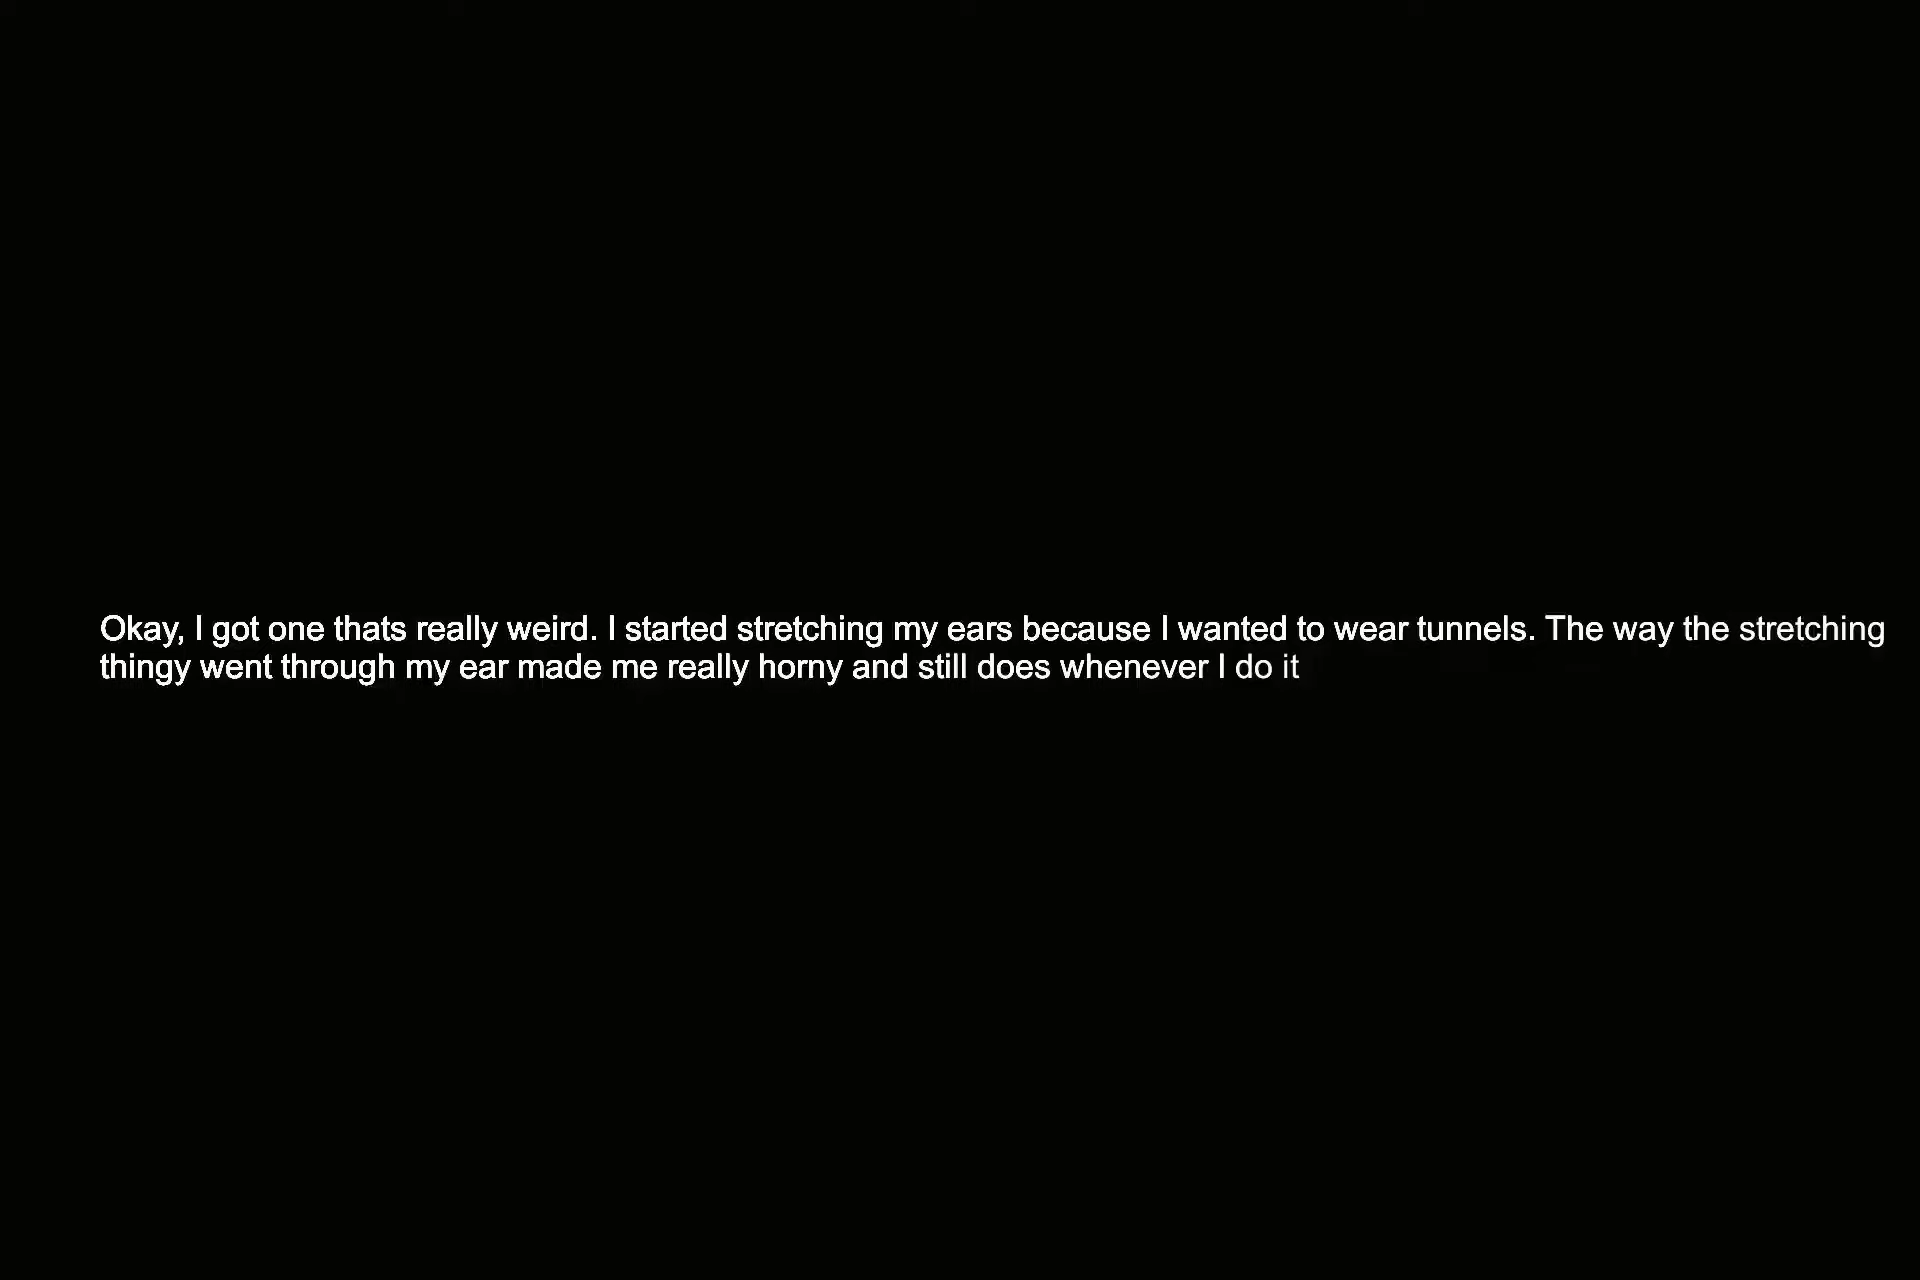 Okay, I got one thats really weird. I started stretching my ears because I wanted to wear tunnels. The way the stretching
thingy went through my ear made me really horny and still does whenever I do it